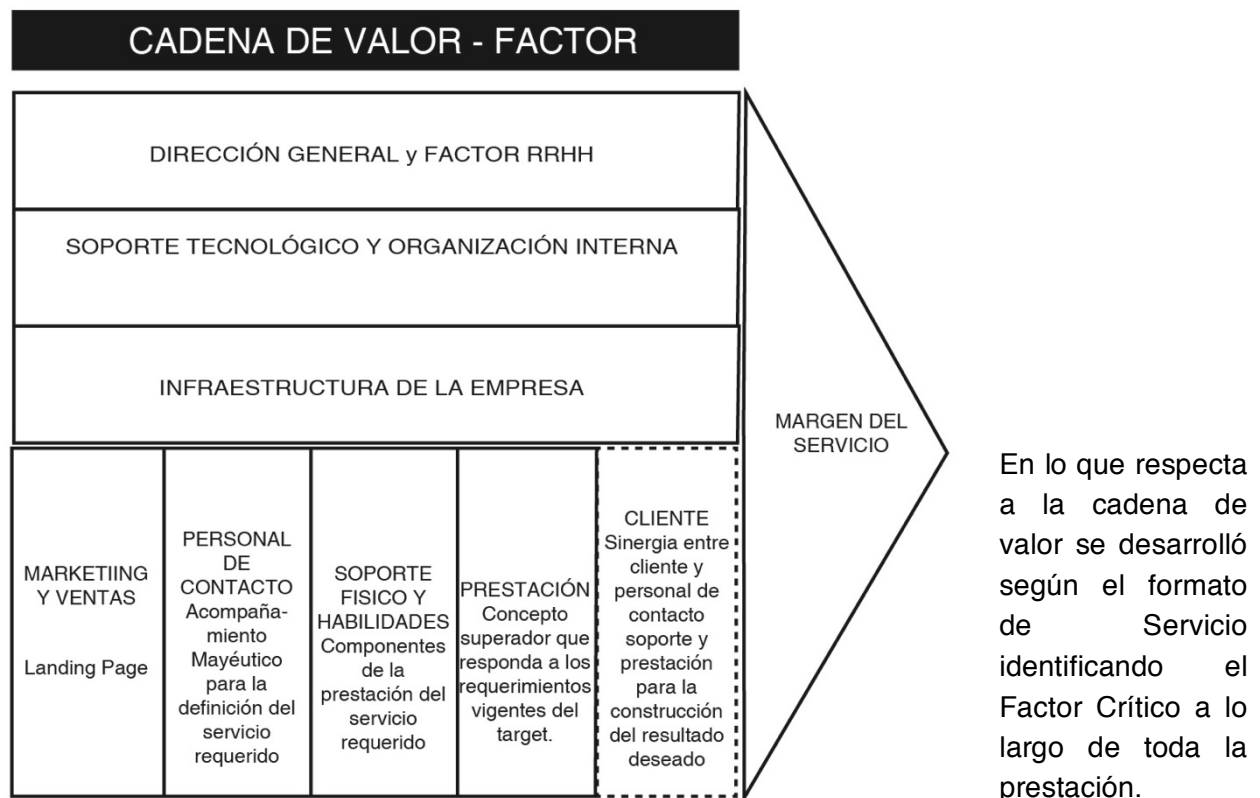 CADENA DE VALOR - FACTOR
DIRECCIÓN GENERAL y FACTOR RRHH
SOPORTE TECNOLÓGICO Y ORGANIZACIÓN INTERNA
INFRAESTRUCTURA DE LA EMPRESA
MARKETIING
Y VENTAS
Landing Page
PERSONAL
DE
CONTACTO
Acompaña-
miento
Mayéutico
para la
definición del
servicio
requerido
SOPORTE
FISICO Y
HABILIDADES
Componentes
de la
prestación del
servicio
requerido
PRESTACIÓN
Concepto
superador que
responda a los
requerimientos
vigentes del
target.
CLIENTE
Sinergia entre
cliente y
personal de
contacto
soporte y
prestación
para la
construcción
del resultado
deseado
MARGEN DEL
SERVICIO
En lo que respecta
a la cadena de
valor se desarrolló
según el formato
de Servicio
identificando el
Factor Crítico a lo
largo de toda la
prestación.